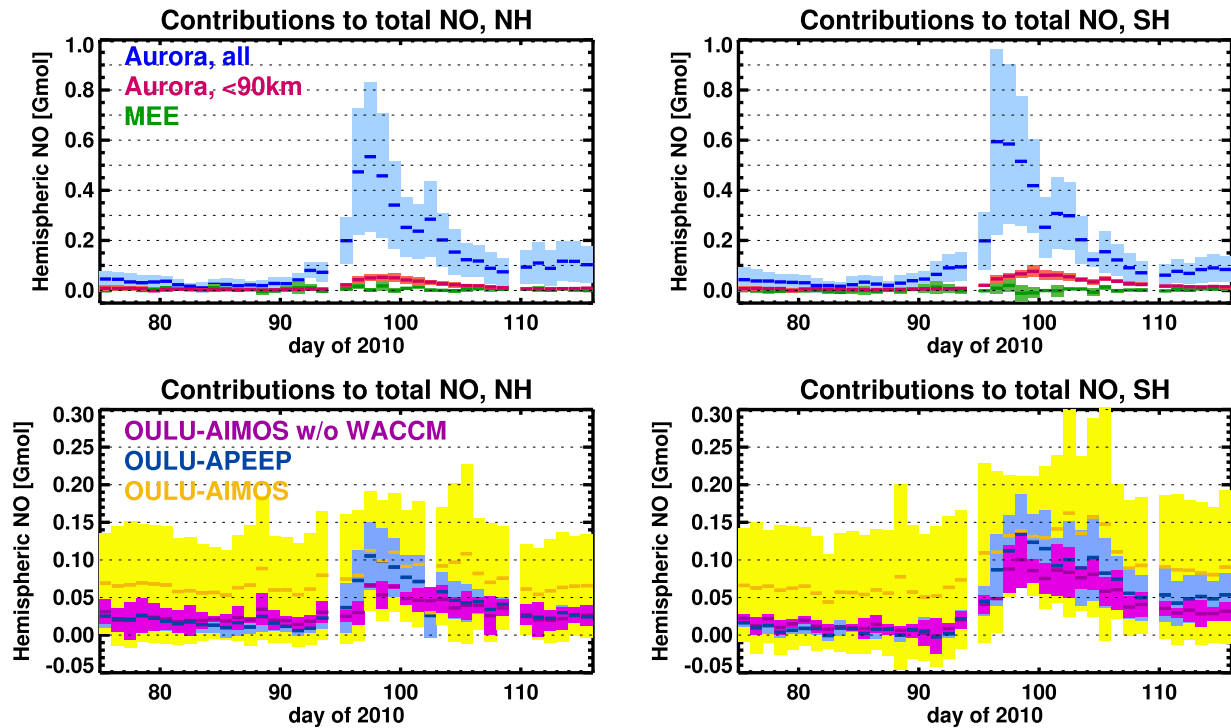 Contributions to total NO, NH
Hemispheric NO [Gmol]
1.0
0.8
0.6
0.4
0.2
0.0
Aurora, all
Aurora, <90km
MEE
80 90 100 110
day of 2010
Contributions to total NO, SH
Hemispheric NO [Gmol]
1.0
0.8
0.6
0.4
0.2
0.0
80 90 100 110
day of 2010
Contributions to total NO, NH
Hemispheric NO [Gmol]
0.30
0.25
0.20
0.15
0.10
0.05
0.00
-0.05
OULU-AIMOS w/o WACCM
OULU-APEEP
OULU-AIMOS
80 90 100 110
day of 2010
Contributions to total NO, SH
Hemispheric NO [Gmol]
0.30
0.25
0.20
0.15
0.10
0.05
0.00
-0.05
80 90 100 110
day of 2010